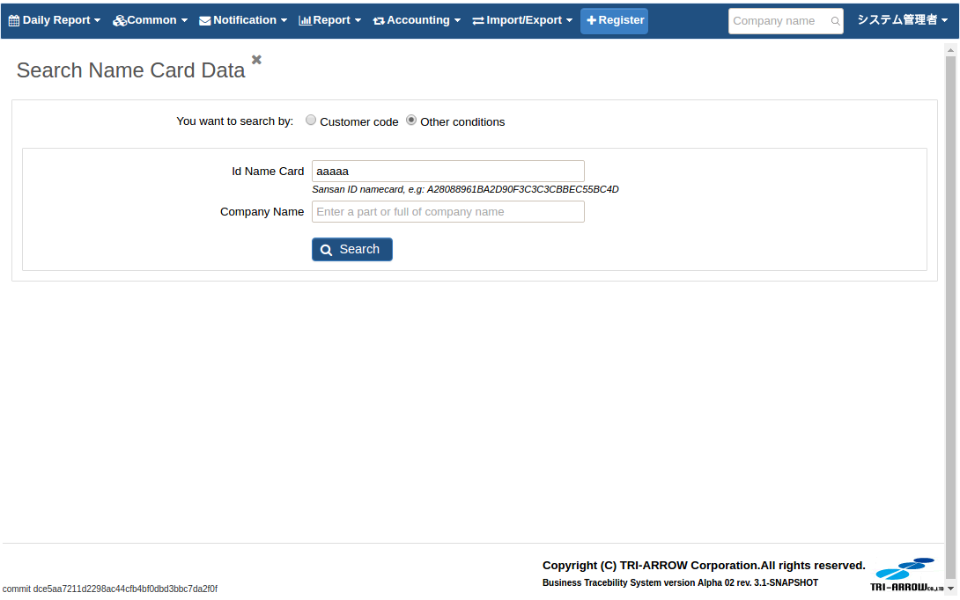 Daily Report Common Notification Report Accounting Import/Export Register Company name システム管理者
Search Name Card Data
You want to search by: Customer code Other conditions
Id Name Card aaaaa
Sansan ID namecard, e.g: A28088961BA2D90F3C3C3CBBEC55BC4D
Company Name Enter a part or full of company name
Search
Copyright (C) TRI-ARROW Corporation.All rights reserved.
Business Tracebility System version Alpha 02 rev. 3.1-SNAPSHOT
TRI-ARROW
commit dce5aa7211d2298ac44cfb4bf0dbd3bbc7da2f0f